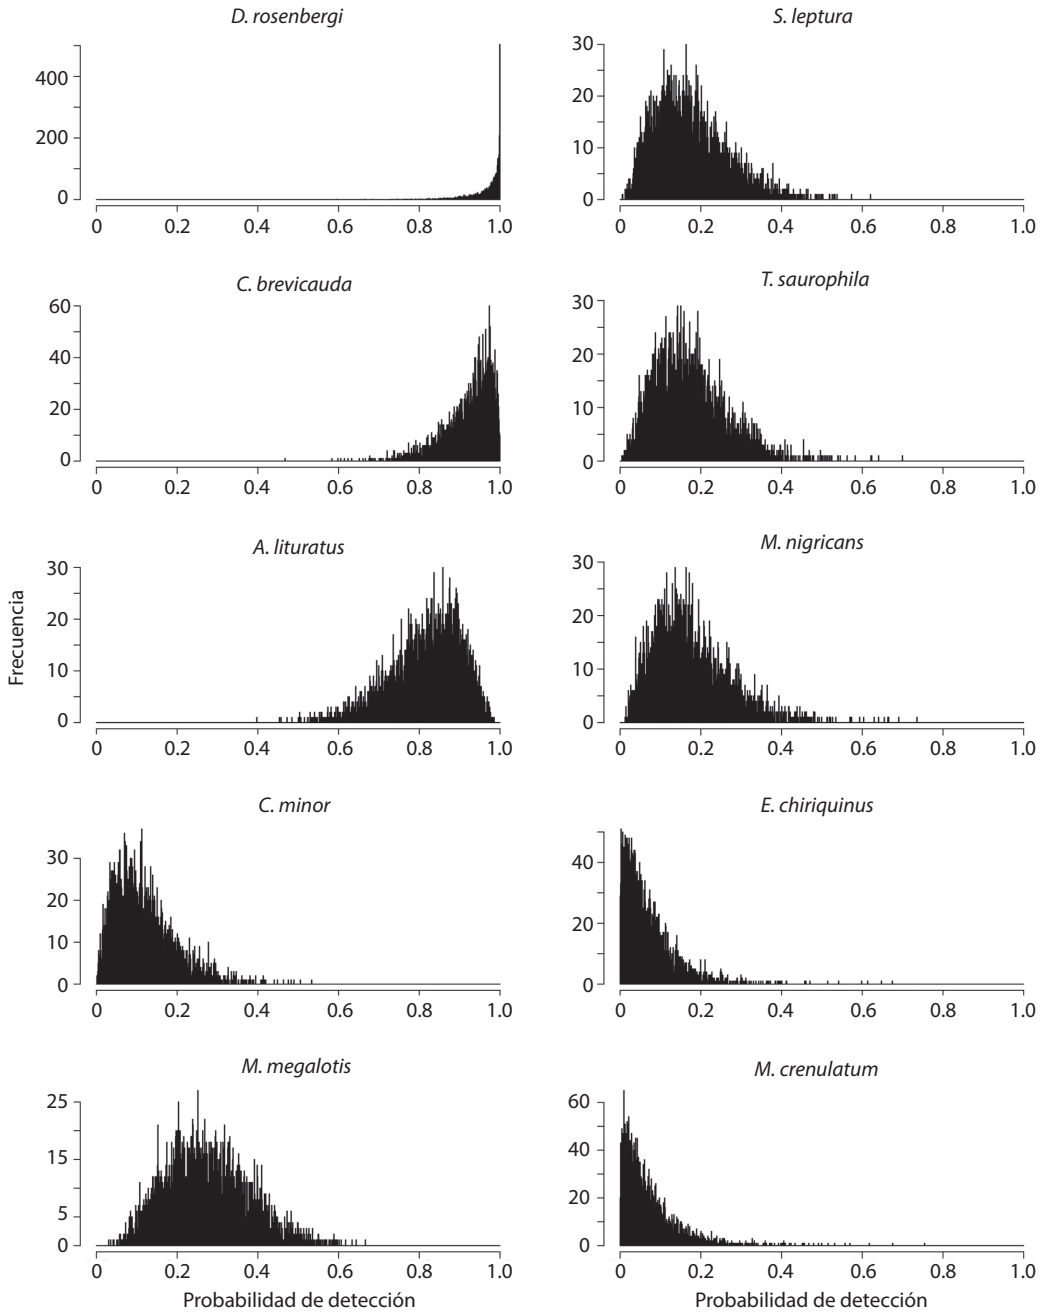 D. rosenbergi
400
200
0
0 0.2 0.4 0.6 0.8 1.0
S. leptura
30
20
10
0
0 0.2 0.4 0.6 0.8 1.0
C. brevicauda
60
40
20
0
0 0.2 0.4 0.6 0.8 1.0
T. saurophila
30
20
10
0
0 0.2 0.4 0.6 0.8 1.0
Frecuencia
A. lituratus
30
20
10
0
0 0.2 0.4 0.6 0.8 1.0
M. nigricans
30
20
10
0
0 0.2 0.4 0.6 0.8 1.0
C. minor
30
20
10
0
0 0.2 0.4 0.6 0.8 1.0
E. chiriquinus
40
20
0
0 0.2 0.4 0.6 0.8 1.0
M. megalotis
25
15
5
0
0 0.2 0.4 0.6 0.8 1.0
Probabilidad de detección
M. crenulatum
60
40
20
0
0 0.2 0.4 0.6 0.8 1.0
Probabilidad de detección